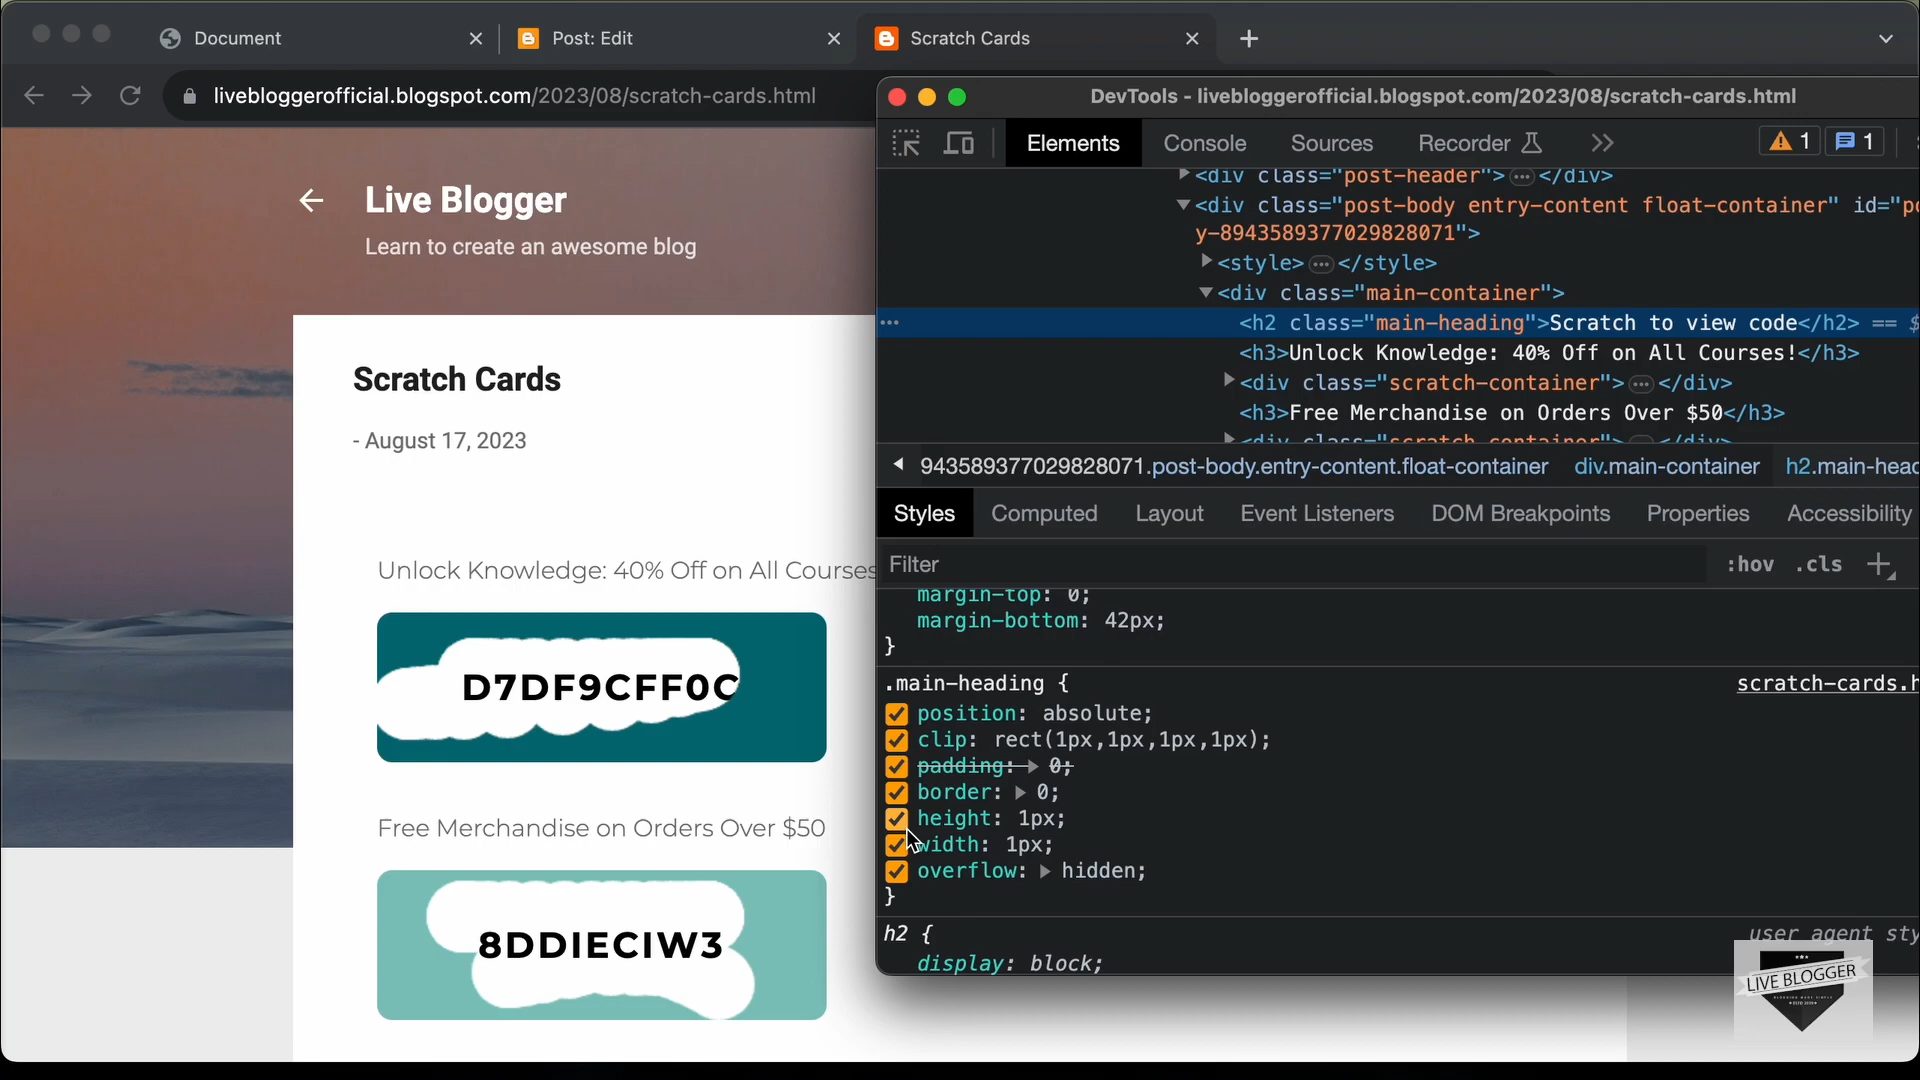 Document
Post: Edit
Scratch Cards
livebloggerofficial.blogspot.com/2023/08/scratch-cards.html
DevTools - livebloggerofficial.blogspot.com/2023/08/scratch-cards.html
Elements
Console
Sources
Recorder
1
1
<div class="post-header"> </div>
<div class="post-body entry-content float-container" id="po
y-8943589377029828071">
<style> </style>
<div class="main-container">
<h2 class="main-heading">Scratch to view code</h2> == $
<h3>Unlock Knowledge: 40% Off on All Courses!</h3>
<div class="scratch-container"> </div>
<h3>Free Merchandise on Orders Over $50</h3>
<div class="scratch-container"> </div>
943589377029828071.post-body.entry-content.float-container
div.main-container
h2.main-head
Styles
Computed
Layout
Event Listeners
DOM Breakpoints
Properties
Accessibility
Filter
:hov
.cls
margin-top: 0;
margin-bottom: 42px;
}
.main-heading {
scratch-cards.h
position: absolute;
clip: rect(1px,1px,1px,1px);
padding: 0;
border: 0;
height: 1px;
width: 1px;
overflow: hidden;
}
h2 {
user agent sty
display: block;
Live Blogger
Learn to create an awesome blog
Scratch Cards
- August 17, 2023
Unlock Knowledge: 40% Off on All Courses
D7DF9CFF0C
Free Merchandise on Orders Over $50
8DDIECIW3
LIVE BLOGGER